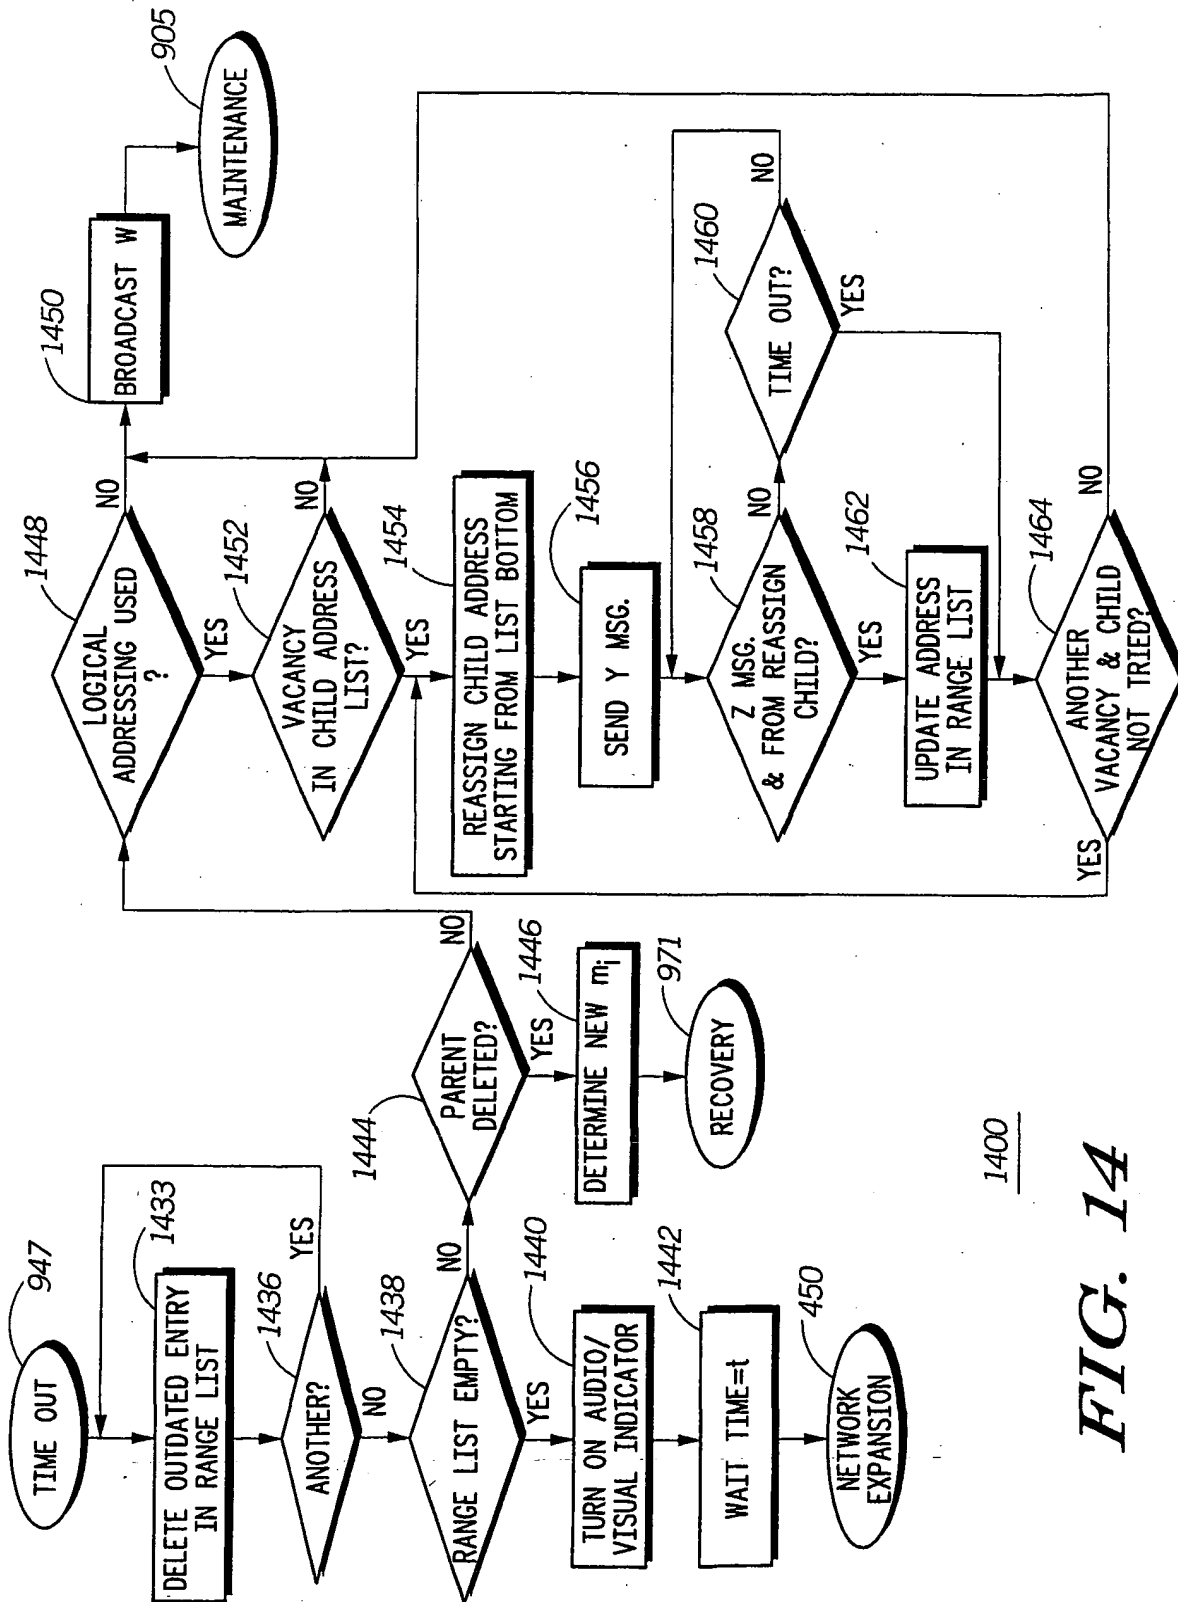 947
TIME OUT
1433
DELETE OUTDATED ENTRY
IN RANGE LIST
1436
ANOTHER?
YES
NO
1438
RANGE LIST EMPTY?
NO
YES
1440
TURN ON AUDIO/
VISUAL INDICATOR
1442
WAIT TIME=t
450
NETWORK
EXPANSION
1444
PARENT
DELETED?
NO
YES
1446
DETERMINE NEW mi
971
RECOVERY
1448
LOGICAL
ADDRESSING USED
?
NO
YES
1450
BROADCAST W
905
MAINTENANCE
1452
VACANCY
IN CHILD ADDRESS
LIST?
NO
YES
1454
REASSIGN CHILD ADDRESS
STARTING FROM LIST BOTTOM
1456
SEND Y MSG.
1458
Z MSG.
& FROM REASSIGN
CHILD?
NO
YES
1460
TIME OUT?
NO
YES
1462
UPDATE ADDRESS
IN RANGE LIST
1464
ANOTHER
VACANCY & CHILD
NOT TRIED?
NO
YES
1400
FIG. 14